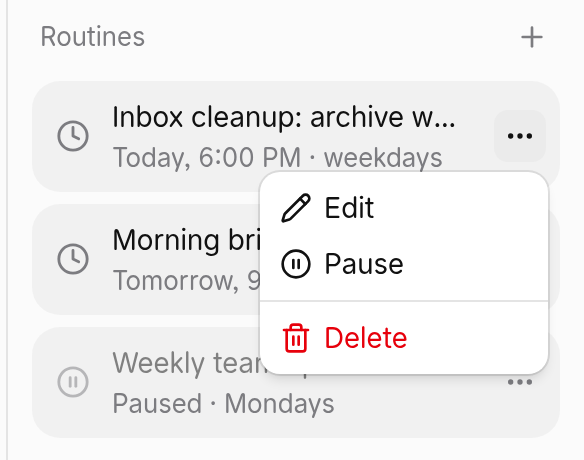 Routines
Inbox cleanup: archive w...
Today, 6:00 PM · weekdays
Edit
Pause
Delete
Morning bri
Tomorrow, 9
Weekly team
Paused · Mondays